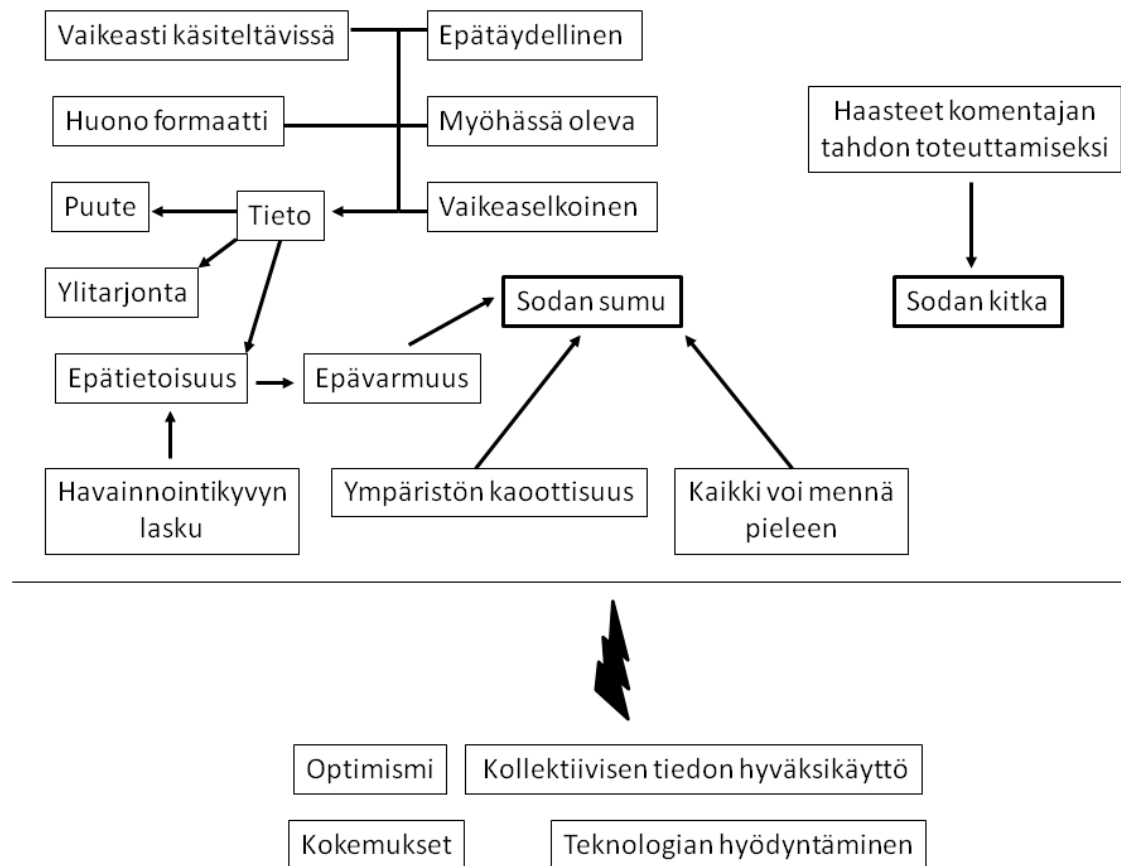 Vaikeasti käsiteltävissä
Epätäydellinen
Huono formaatti
Myöhässä oleva
Haasteet komentajan
tahdon toteuttamiseksi
Puute
Tieto
Vaikeaselkoinen
Ylitarjonta
Sodan sumu
Sodan kitka
Epätietoisuus
Epävarmuus
Havainnointikyvyn
lasku
Ympäristön kaoottisuus
Kaikki voi mennä
pieleen
Optimismi
Kollektiivisen tiedon hyväksikäyttö
Kokemukset
Teknologian hyödyntäminen